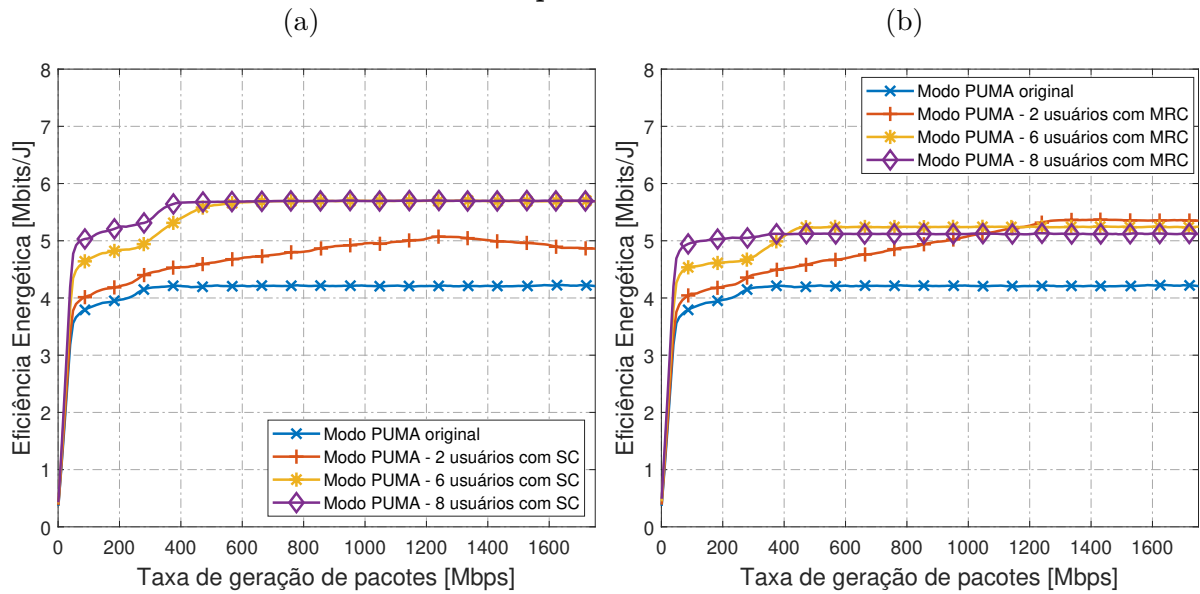 (a)
(b)
Eficiência Energética [Mbits/J]
8
7
6
5
4
3
2
1
0
Modo PUMA original
Modo PUMA - 2 usuários com SC
Modo PUMA - 6 usuários com SC
Modo PUMA - 8 usuários com SC
0 200 400 600 800 1000 1200 1400 1600
Taxa de geração de pacotes [Mbps]
Eficiência Energética [Mbits/J]
8
7
6
5
4
3
2
1
0
Modo PUMA original
Modo PUMA - 2 usuários com MRC
Modo PUMA - 6 usuários com MRC
Modo PUMA - 8 usuários com MRC
0 200 400 600 800 1000 1200 1400 1600
Taxa de geração de pacotes [Mbps]